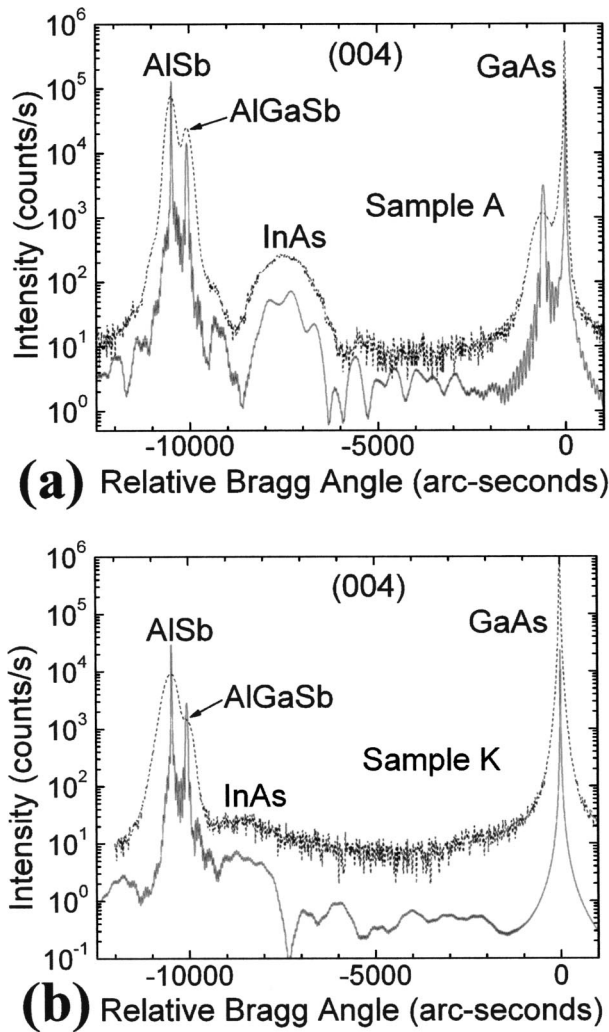 10^6
(004)
AlSb
GaAs
10^5
AlGaSb
10^4
Intensity (counts/s)
10^3
Sample A
InAs
10^2
10^1
10^0
-10000 -5000 0
(a) Relative Bragg Angle (arc-seconds)
10^6
(004)
10^5
AlSb
GaAs
10^4
AlGaSb
Intensity (counts/s)
10^3
Sample K
10^2
InAs
10^1
10^0
10^-1
-10000 -5000 0
(b) Relative Bragg Angle (arc-seconds)